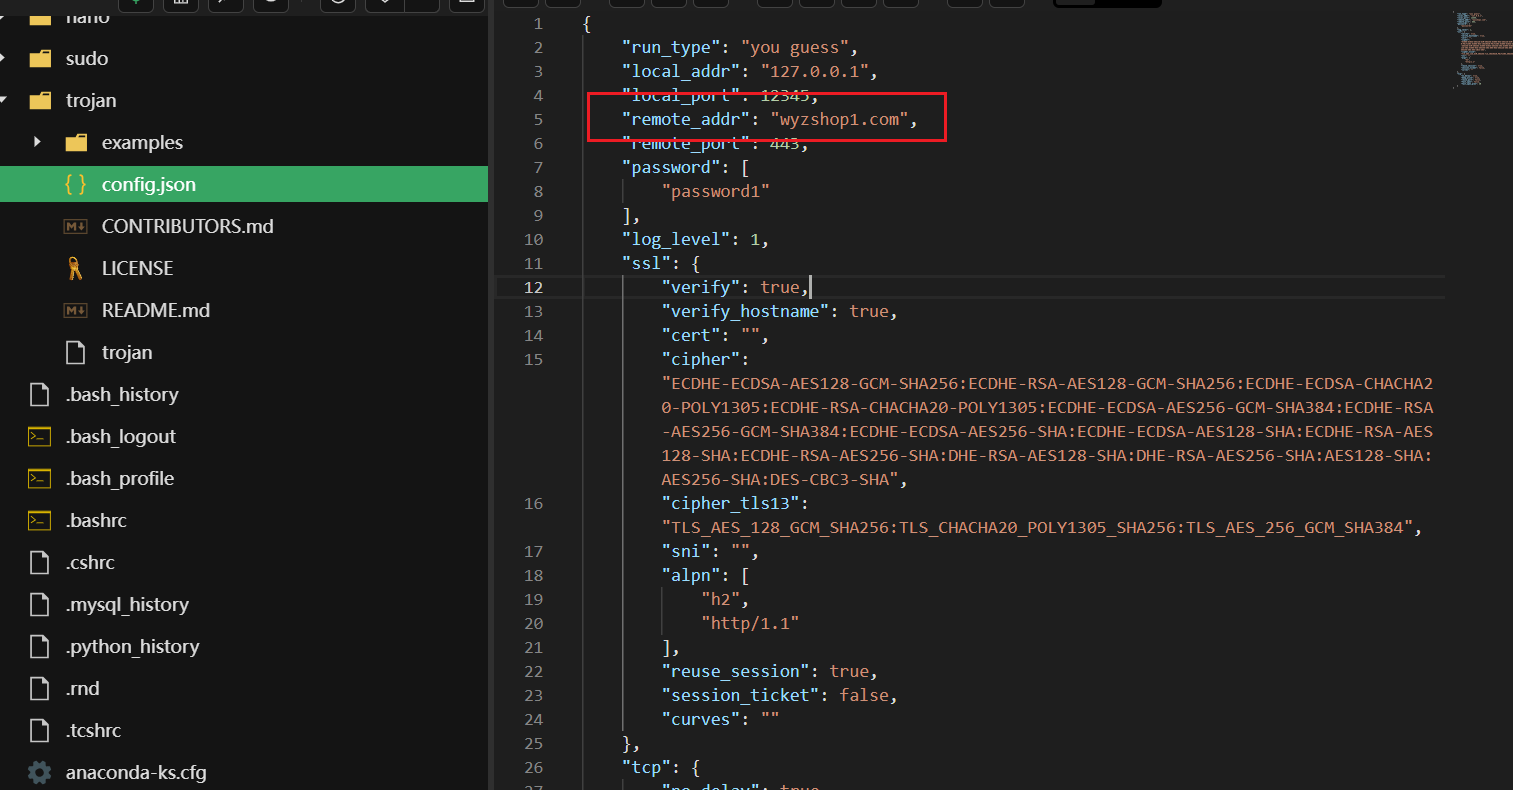 nano
sudo
trojan
examples
{ } config.json
CONTRIBUTORS.md
LICENSE
README.md
trojan
.bash_history
.bash_logout
.bash_profile
.bashrc
.cshrc
.mysql_history
.python_history
.rnd
.tcshrc
anaconda-ks.cfg
1 {
2 "run_type": "you guess",
3 "local_addr": "127.0.0.1",
4 "local_port": 12345,
5 "remote_addr": "wyzshop1.com",
6 "remote_port": 443,
7 "password": [
8 "password1"
9 ],
10 "log_level": 1,
11 "ssl": {
12 "verify": true,
13 "verify_hostname": true,
14 "cert": "",
15 "cipher":
"ECDHE-ECDSA-AES128-GCM-SHA256:ECDHE-RSA-AES128-GCM-SHA256:ECDHE-ECDSA-CHACHA2
0-POLY1305:ECDHE-RSA-CHACHA20-POLY1305:ECDHE-ECDSA-AES256-GCM-SHA384:ECDHE-RSA
-AES256-GCM-SHA384:ECDHE-ECDSA-AES256-SHA:ECDHE-ECDSA-AES128-SHA:ECDHE-RSA-AES
128-SHA:ECDHE-RSA-AES256-SHA:DHE-RSA-AES128-SHA:DHE-RSA-AES256-SHA:AES128-SHA:
AES256-SHA:DES-CBC3-SHA",
16 "cipher_tls13":
"TLS_AES_128_GCM_SHA256:TLS_CHACHA20_POLY1305_SHA256:TLS_AES_256_GCM_SHA384",
17 "sni": "",
18 "alpn": [
19 "h2",
20 "http/1.1"
21 ],
22 "reuse_session": true,
23 "session_ticket": false,
24 "curves": ""
25 },
26 "tcp": {
27 "no_delay": true